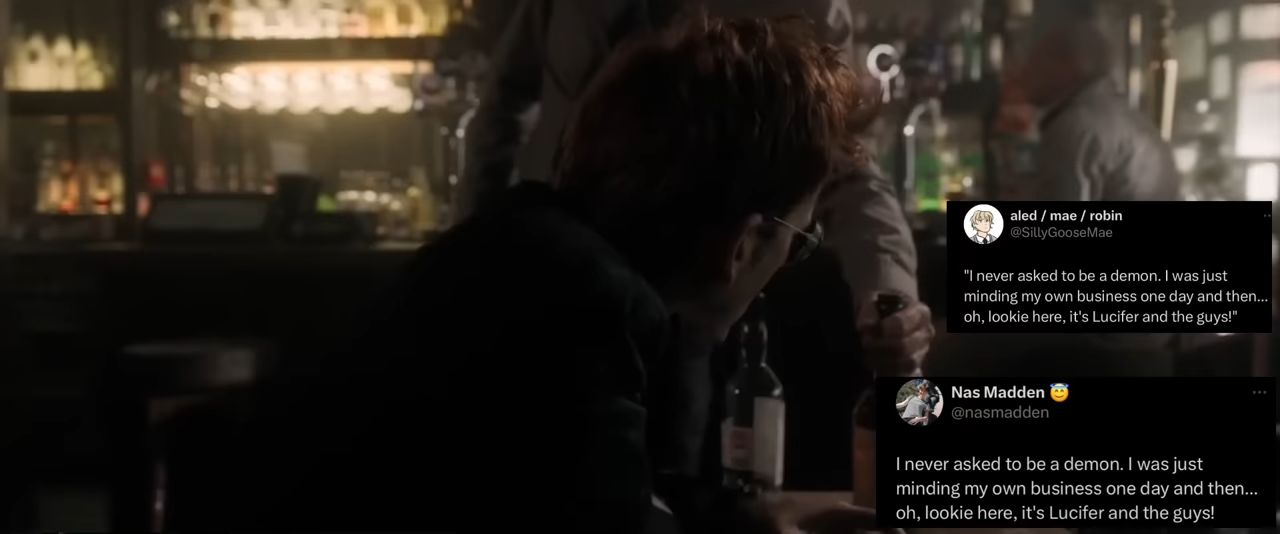 aled / mae / robin
@SillyGooseMae
"I never asked to be a demon. I was just
minding my own business one day and then...
oh, lookie here, it's Lucifer and the guys!"
Nas Madden 😇
@nasmadden
I never asked to be a demon. I was just
minding my own business one day and then...
oh, lookie here, it's Lucifer and the guys!